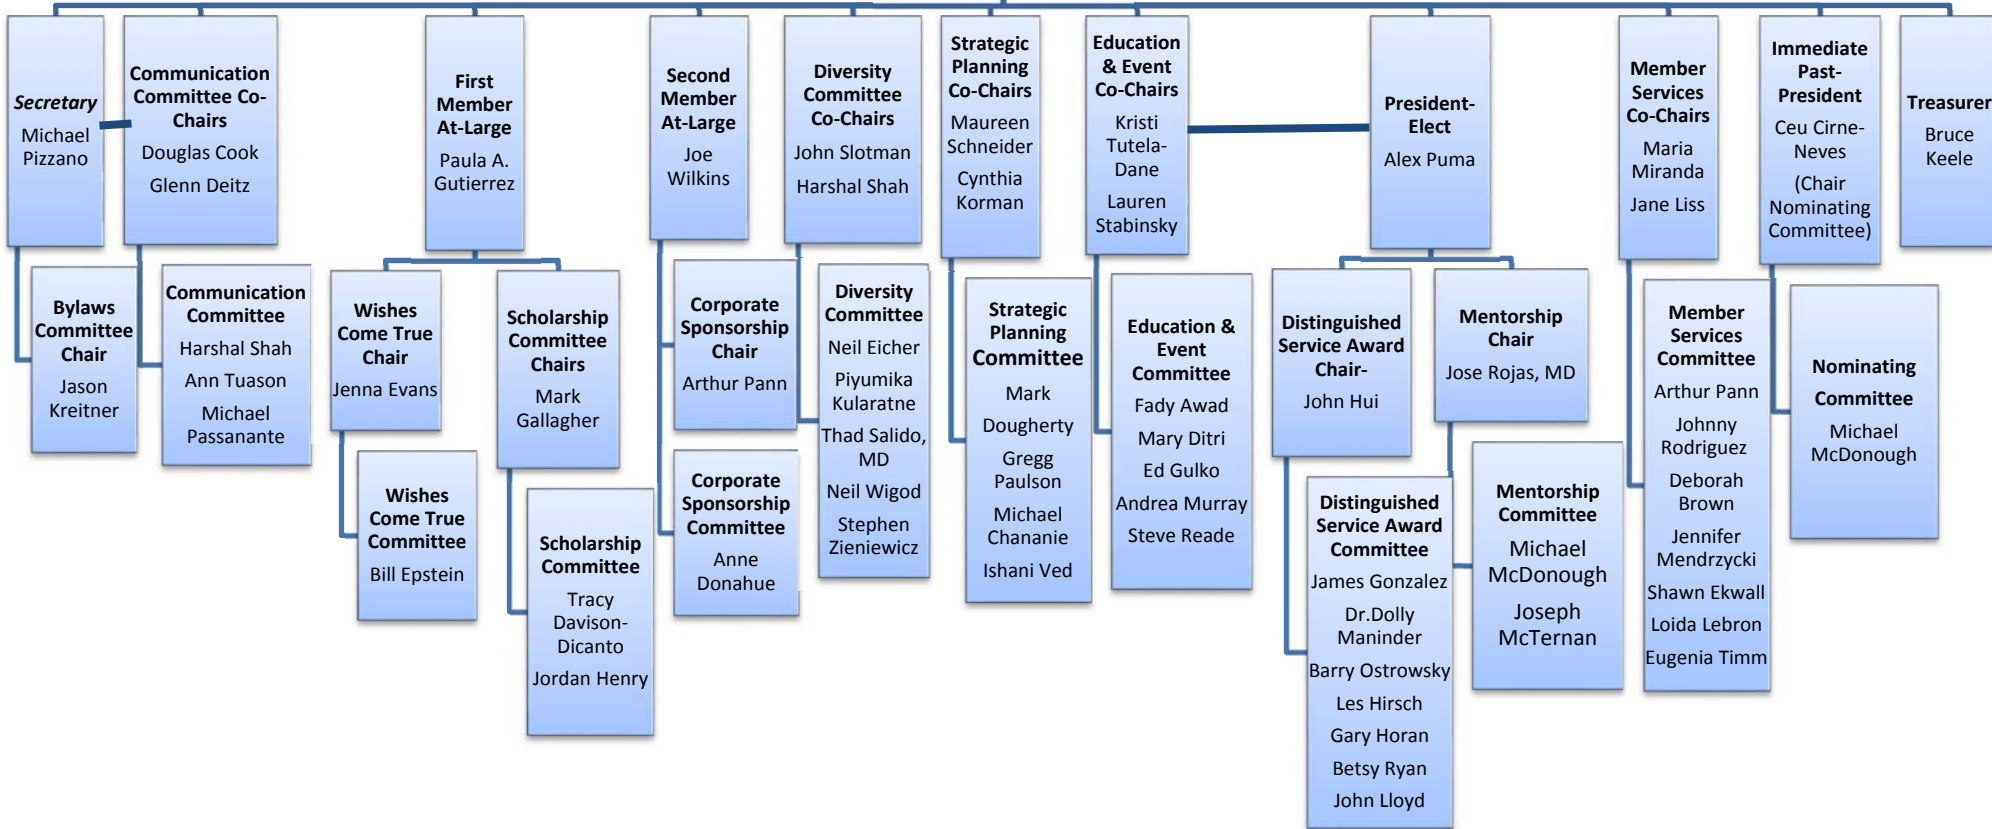 Secretary
Michael
Pizzano
Communication
Committee Co-
Chairs
Douglas Cook
Glenn Deitz
First
Member
At-Large
Paula A.
Gutierrez
Second
Member
At-Large
Joe
Wilkins
Diversity
Committee
Co-Chairs
John Slotman
Harshal Shah
Strategic
Planning
Co-Chairs
Maureen
Schneider
Cynthia
Korman
Education
& Event
Co-Chairs
Kristi
Tutela-
Dane
Lauren
Stabinsky
President-
Elect
Alex Puma
Member
Services
Co-Chairs
Maria
Miranda
Jane Liss
Immediate
Past-
President
Ceu Cirne-
Neves
(Chair
Nominating
Committee)
Treasurer
Bruce
Keele
Bylaws
Committee
Chair
Jason
Kreitner
Communication
Committee
Harshal Shah
Ann Tuason
Michael
Passanante
Wishes
Come True
Chair
Jenna Evans
Scholarship
Committee
Chairs
Mark
Gallagher
Corporate
Sponsorship
Chair
Arthur Pann
Diversity
Committee
Neil Eicher
Piyumika
Kularatne
Thad Salido,
MD
Neil Wigod
Stephen
Zieniewicz
Strategic
Planning
Committee
Mark
Dougherty
Gregg
Paulson
Michael
Chananie
Ishani Ved
Education &
Event
Committee
Fady Awad
Mary Ditri
Ed Gulko
Andrea Murray
Steve Reade
Distinguished
Service Award
Chair-
John Hui
Mentorship
Chair
Jose Rojas, MD
Member
Services
Committee
Arthur Pann
Johnny
Rodriguez
Deborah
Brown
Jennifer
Mendrzycki
Shawn Ekwall
Loida Lebron
Eugenia Timm
Nominating
Committee
Michael
McDonough
Wishes
Come True
Committee
Bill Epstein
Scholarship
Committee
Tracy
Davison-
Dicanto
Jordan Henry
Corporate
Sponsorship
Committee
Anne
Donahue
Distinguished
Service Award
Committee
James Gonzalez
Dr.Dolly
Maninder
Barry Ostrowsky
Les Hirsch
Gary Horan
Betsy Ryan
John Lloyd
Mentorship
Committee
Michael
McDonough
Joseph
McTernan